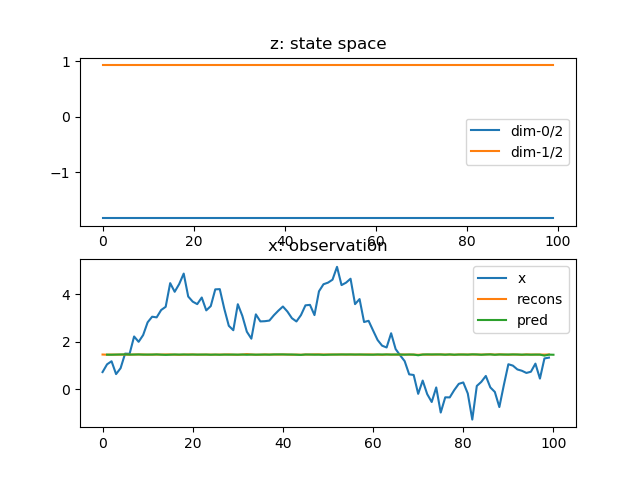 z: state space
1
0
−1
dim-0/2
dim-1/2
0 20 40 60 80 100
x: observation
4
2
0
x
recons
pred
0 20 40 60 80 100